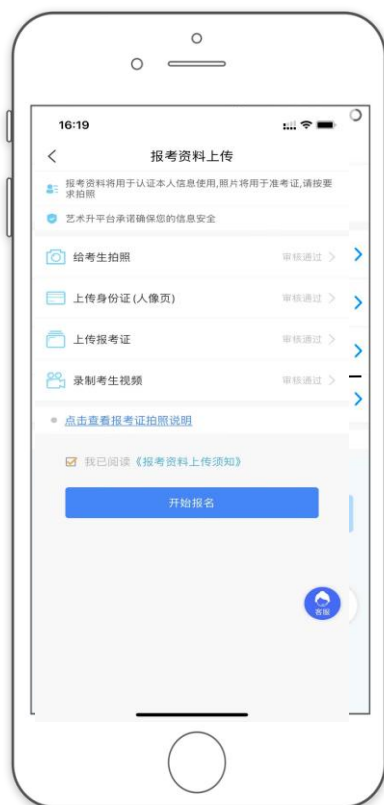 16:19
报考资料上传
报考资料将用于认证本人信息使用,照片将用于准考证,请按要
求拍照
艺术升平台承诺确保您的信息安全
给考生拍照 审核通过
上传身份证(人像页) 审核通过
上传报考证 审核通过
录制考生视频 审核通过
点击查看报考证拍照说明
我已阅读《报考资料上传须知》
开始报名
客服